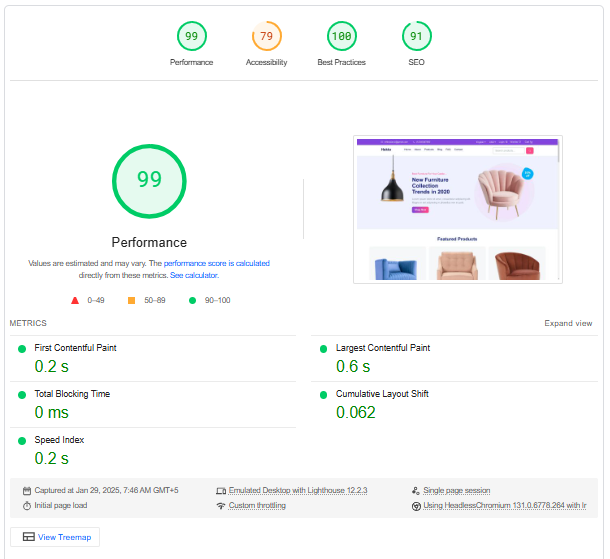 99
79
100
91
Performance
Accessibility
Best Practices
SEO
99
Performance
Values are estimated and may vary. The performance score is calculated
directly from these metrics. See calculator.
0–49
50–89
90–100
Hekto
New Furniture
Collection
Trends in 2020
Featured Products
METRICS
Expand view
First Contentful Paint
0.2 s
Largest Contentful Paint
0.6 s
Total Blocking Time
0 ms
Cumulative Layout Shift
0.062
Speed Index
0.2 s
Captured at Jan 29, 2025, 7:46 AM GMT+5
Emulated Desktop with Lighthouse 12.2.3
Single page session
Initial page load
Custom throttling
Using HeadlessChromium 131.0.6778.264 with lr
View Treemap